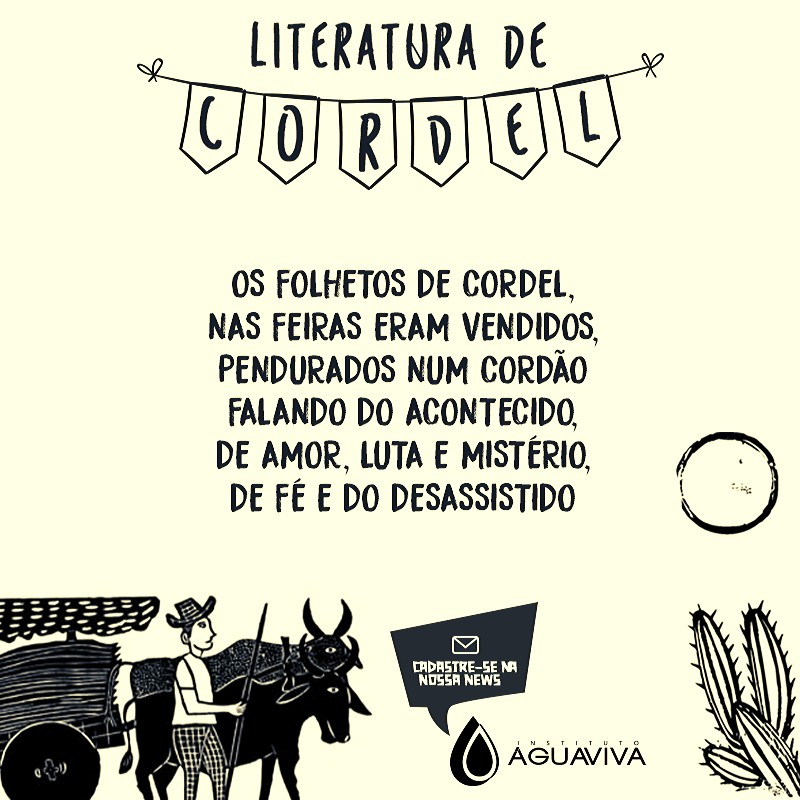 LITERATURA DE
CORDEL
OS FOLHETOS DE CORDEL,
NAS FEIRAS ERAM VENDIDOS,
PENDURADOS NUM CORDÃO
FALANDO DO ACONTECIDO,
DE AMOR, LUTA E MISTÉRIO,
DE FÉ E DO DESASSISTIDO
CADASTRE-SE NA
NOSSA NEWS
INSTITUTO
ÁGUAVIVA